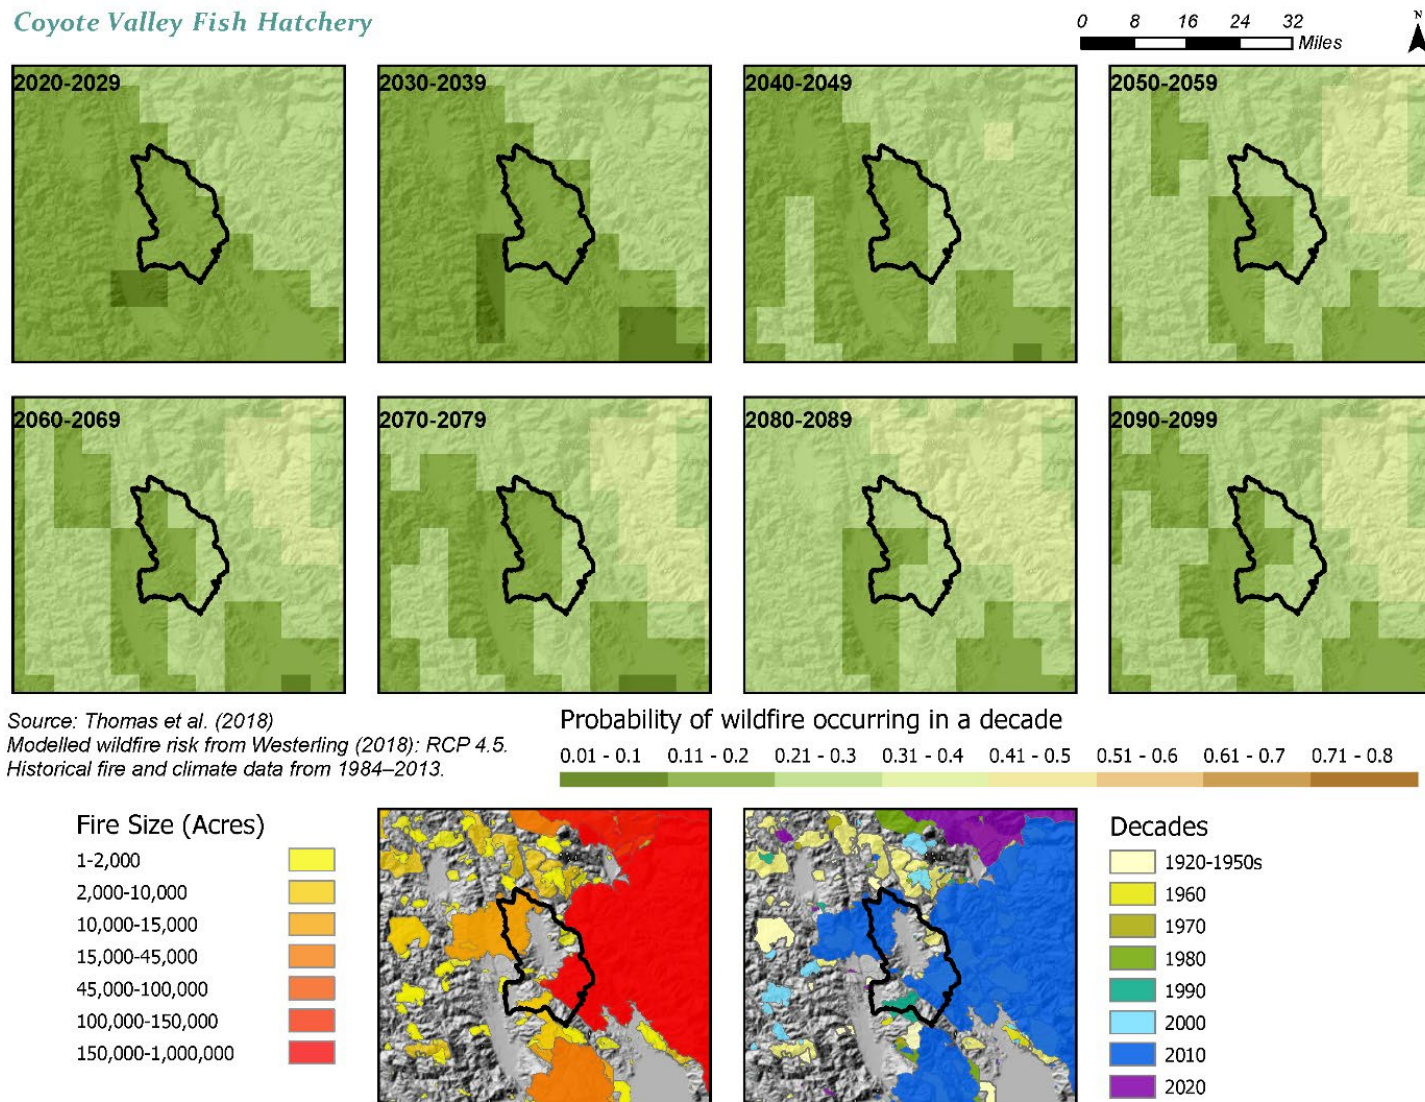 Coyote Valley Fish Hatchery
0 8 16 24 32
Miles
N
2020-2029
2030-2039
2040-2049
2050-2059
2060-2069
2070-2079
2080-2089
2090-2099
Source: Thomas et al. (2018)
Modelled wildfire risk from Westerling (2018): RCP 4.5.
Historical fire and climate data from 1984–2013.
Probability of wildfire occurring in a decade
0.01 - 0.1 0.11 - 0.2 0.21 - 0.3 0.31 - 0.4 0.41 - 0.5 0.51 - 0.6 0.61 - 0.7 0.71 - 0.8
Fire Size (Acres)
1-2,000
2,000-10,000
10,000-15,000
15,000-45,000
45,000-100,000
100,000-150,000
150,000-1,000,000
Decades
1920-1950s
1960
1970
1980
1990
2000
2010
2020